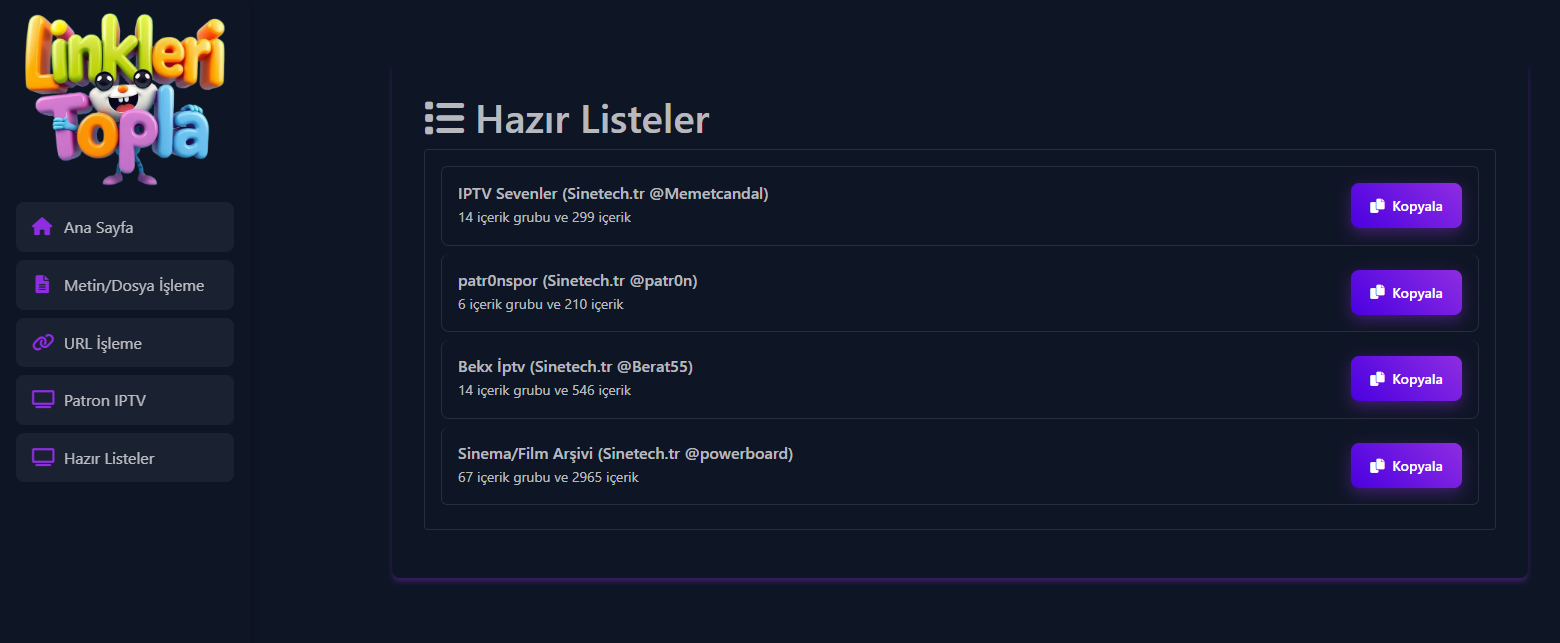 Linkleri
Topla
Ana Sayfa
Metin/Dosya İşleme
URL İşleme
Patron IPTV
Hazır Listeler
Hazır Listeler
IPTV Sevenler (Sinetech.tr @Memetcandal)
14 içerik grubu ve 299 içerik
Kopyala
patr0nspor (Sinetech.tr @patr0n)
6 içerik grubu ve 210 içerik
Kopyala
Bekx İptv (Sinetech.tr @Berat55)
14 içerik grubu ve 546 içerik
Kopyala
Sinema/Film Arşivi (Sinetech.tr @powerboard)
67 içerik grubu ve 2965 içerik
Kopyala